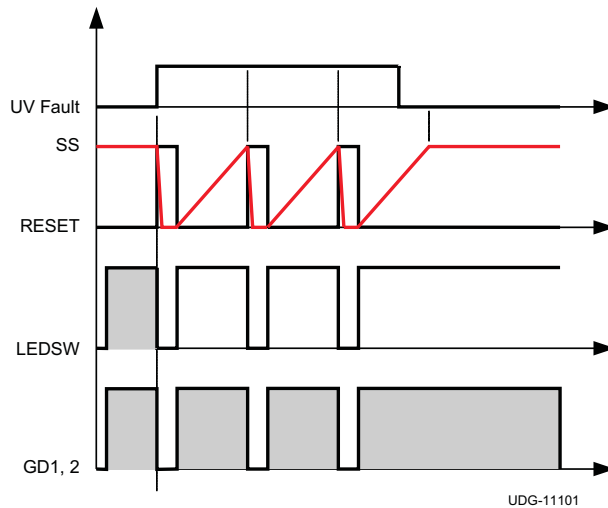 UV Fault
SS
RESET
LEDSW
GD1, 2
UDG-11101